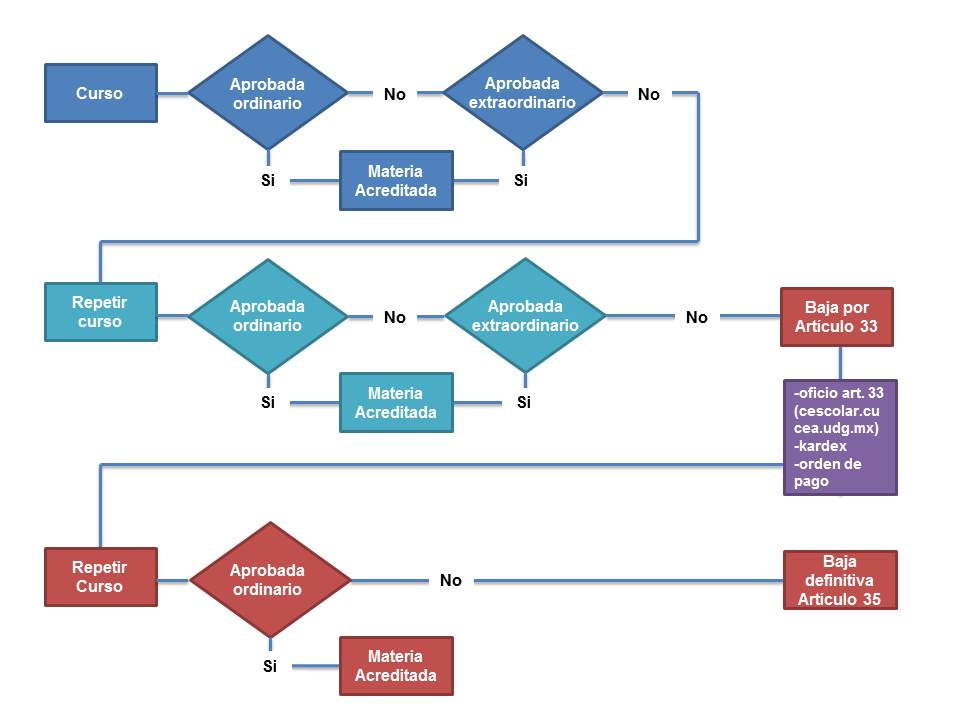 Curso
Aprobada
ordinario
No
Aprobada
extraordinario
No
Si
Materia
Acreditada
Si
Repetir
curso
Aprobada
ordinario
No
Aprobada
extraordinario
No
Baja por
Artículo 33
Si
Materia
Acreditada
Si
-oficio art. 33
(cescolar.cu
cea.udg.mx)
-kardex
-orden de
pago
Repetir
Curso
Aprobada
ordinario
No
Baja
definitiva
Artículo 35
Si
Materia
Acreditada